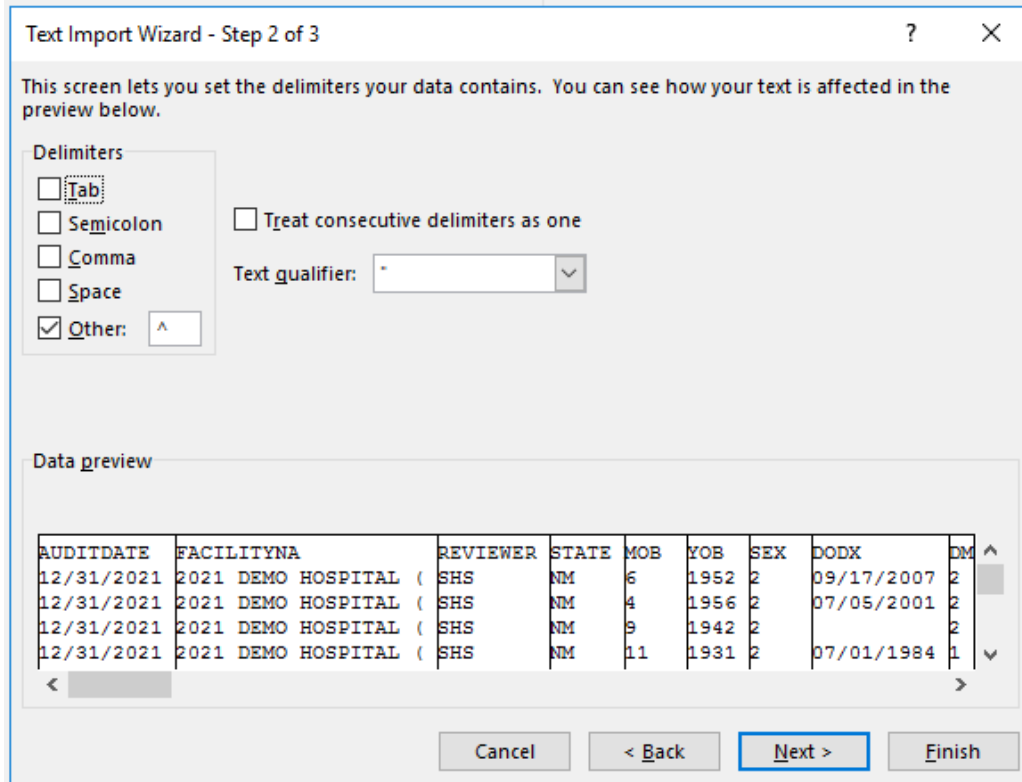 Text Import Wizard - Step 2 of 3 ?
This screen lets you set the delimiters your data contains. You can see how your text is affected in the
preview below.
Delimiters
Tab
Semicolon
Comma
Space
Other: ^
Treat consecutive delimiters as one
Text qualifier: "
Data preview
AUDITDATE FACILITYNA REVIEWER STATE MOB YOB SEX DODX DM
12/31/2021 2021 DEMO HOSPITAL ( SHS NM 6 1952 2 09/17/2007 2
12/31/2021 2021 DEMO HOSPITAL ( SHS NM 4 1956 2 07/05/2001 2
12/31/2021 2021 DEMO HOSPITAL ( SHS NM 9 1942 2 2
12/31/2021 2021 DEMO HOSPITAL ( SHS NM 11 1931 2 07/01/1984 1
Cancel < Back Next > Finish